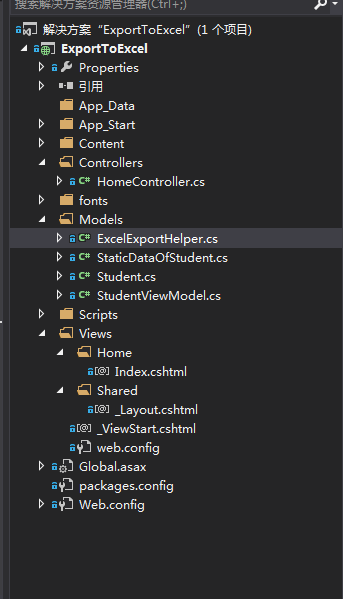 搜索解决方案资源管理器(Ctrl+;)
解决方案"ExportToExcel"(1 个项目)
ExportToExcel
Properties
引用
App_Data
App_Start
Content
Controllers
C# HomeController.cs
fonts
Models
C# ExcelExportHelper.cs
C# StaticDataOfStudent.cs
C# Student.cs
C# StudentViewModel.cs
Scripts
Views
Home
[@] Index.cshtml
Shared
[@] _Layout.cshtml
[@] _ViewStart.cshtml
web.config
Global.asax
packages.config
Web.config